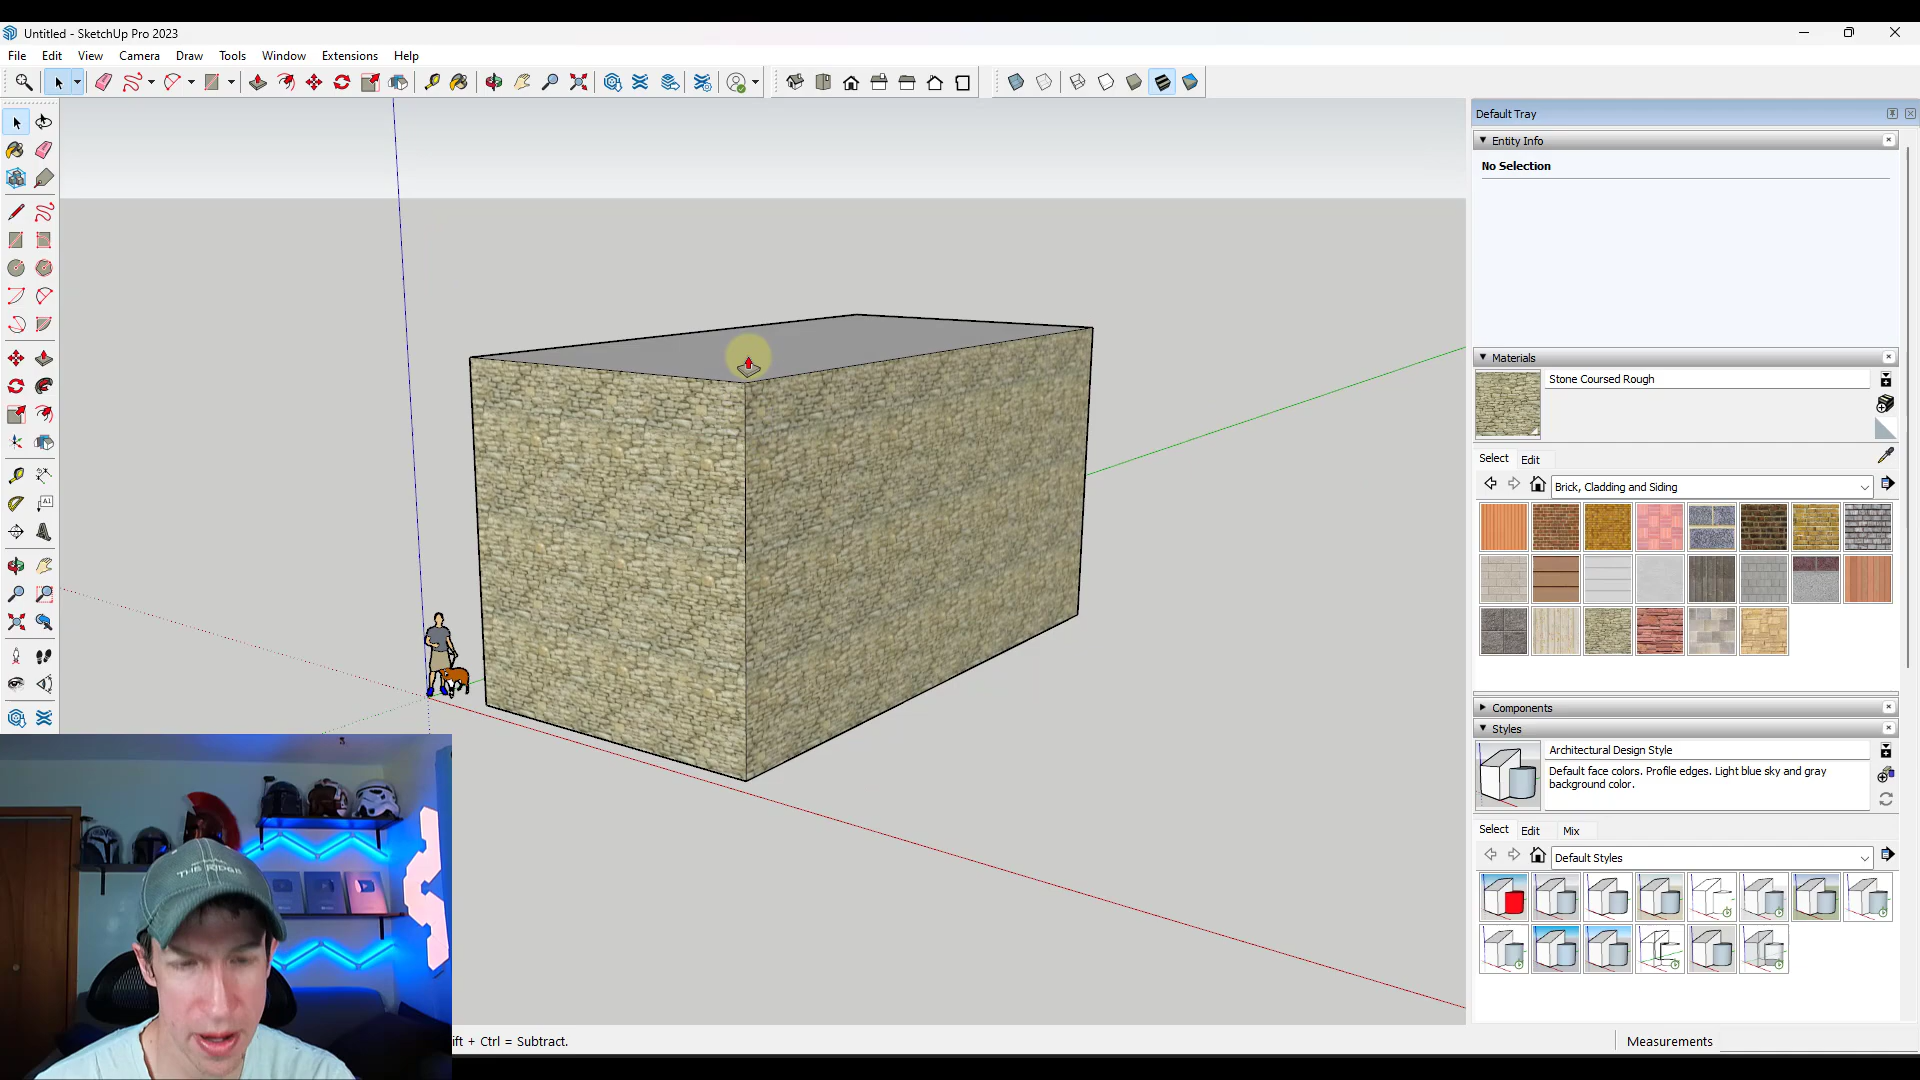 Untitled - SketchUp Pro 2023
File Edit View Camera Draw Tools Window Extensions Help
Default Tray
Entity Info
No Selection
Materials
Stone Coursed Rough
Select Edit
Brick, Cladding and Siding
Components
Styles
Architectural Design Style
Default face colors. Profile edges. Light blue sky and gray
background color.
Select Edit Mix
Default Styles
THE RIDGE
ift + Ctrl = Subtract.
Measurements